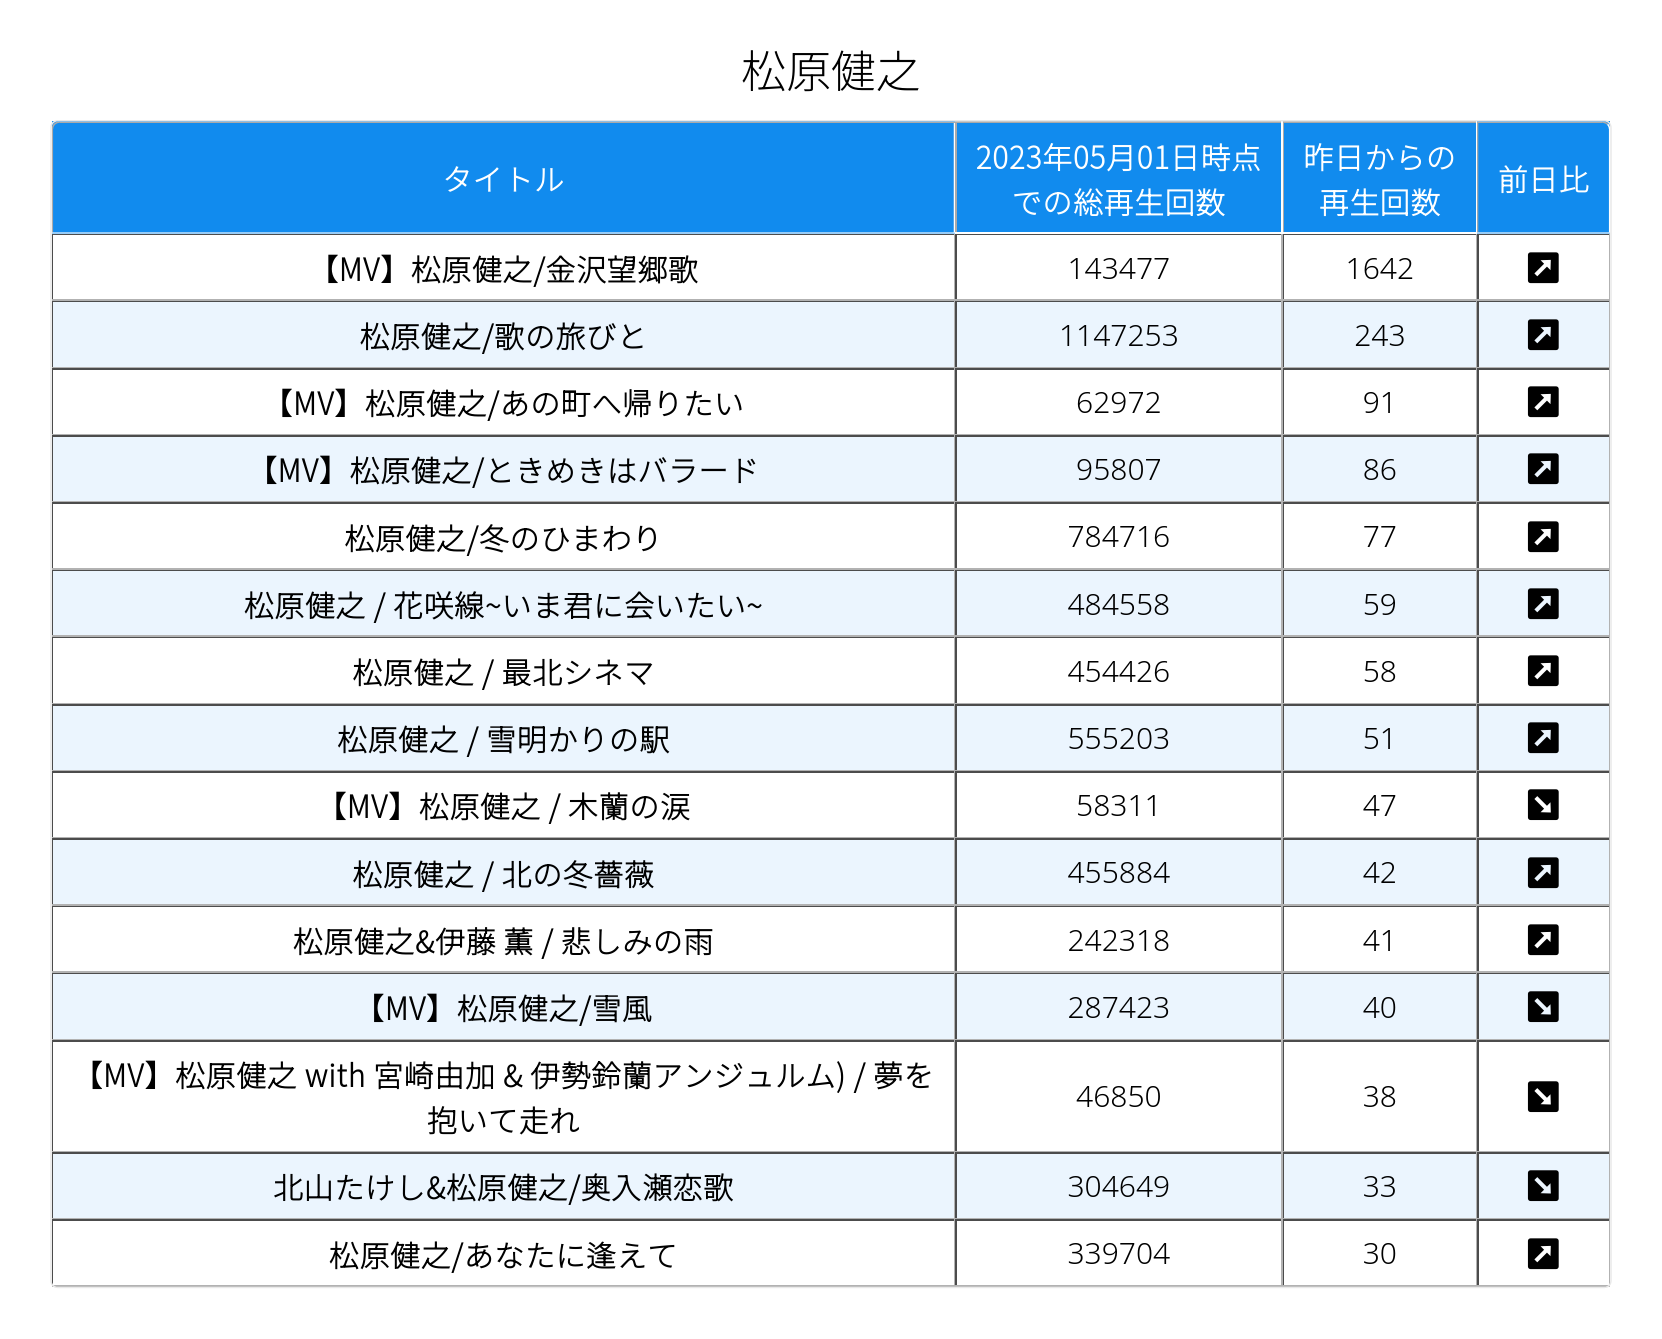 松原健之
タイトル
2023年05月01日時点
での総再生回数
昨日からの
再生回数
前日比
【MV】松原健之/金沢望郷歌 143477 1642
松原健之/歌の旅びと 1147253 243
【MV】松原健之/あの町へ帰りたい 62972 91
【MV】松原健之/ときめきはバラード 95807 86
松原健之/冬のひまわり 784716 77
松原健之 / 花咲線~いま君に会いたい~ 484558 59
松原健之 / 最北シネマ 454426 58
松原健之 / 雪明かりの駅 555203 51
【MV】松原健之 / 木蘭の涙 58311 47
松原健之 / 北の冬薔薇 455884 42
松原健之&伊藤 薫 / 悲しみの雨 242318 41
【MV】松原健之/雪風 287423 40
【MV】松原健之 with 宮崎由加 & 伊勢鈴蘭アンジュルム) / 夢を
抱いて走れ 46850 38
北山たけし&松原健之/奥入瀬恋歌 304649 33
松原健之/あなたに逢えて 339704 30